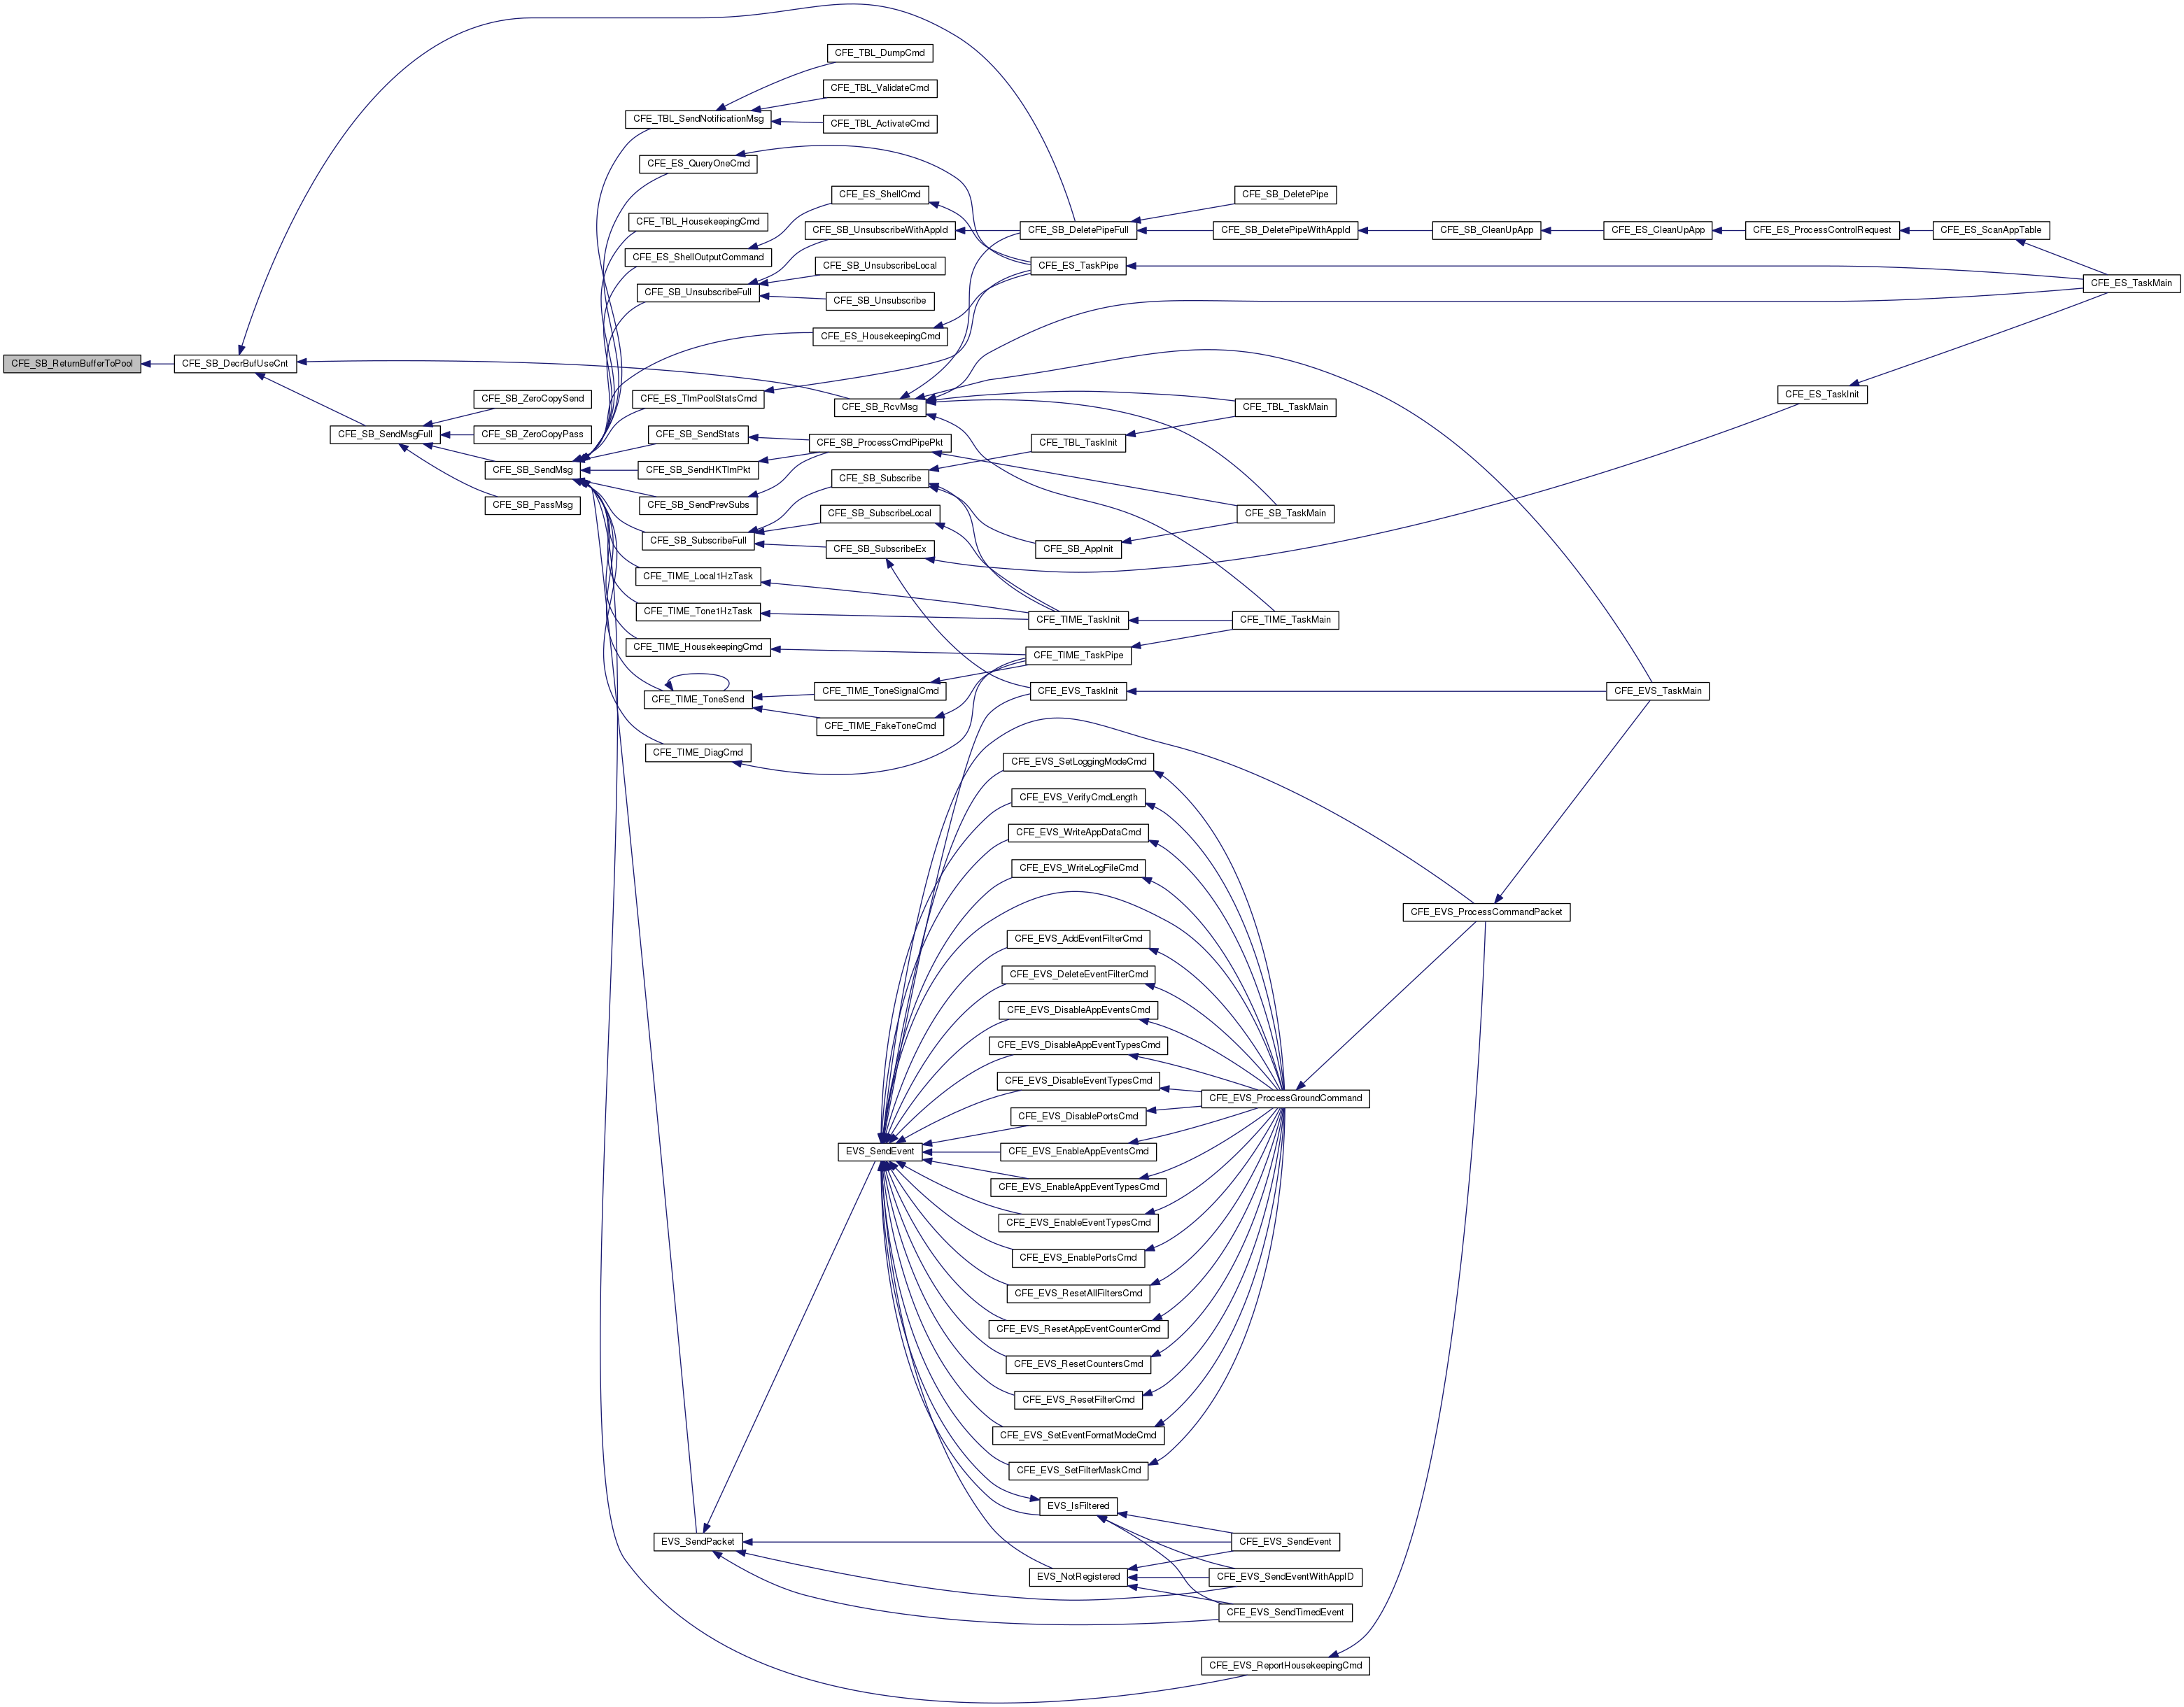 CFE_SB_ReturnBufferToPool
CFE_SB_DecrBufUseCnt
CFE_SB_SendMsgFull
CFE_SB_ZeroCopySend
CFE_SB_ZeroCopyPass
CFE_SB_SendMsg
CFE_SB_PassMsg
CFE_TBL_SendNotificationMsg
CFE_ES_QueryOneCmd
CFE_TBL_HousekeepingCmd
CFE_ES_ShellOutputCommand
CFE_SB_UnsubscribeFull
CFE_ES_TlmPoolStatsCmd
CFE_SB_SendStats
CFE_SB_SendHKTlmPkt
CFE_SB_SendPrevSubs
CFE_SB_SubscribeFull
CFE_TIME_Local1HzTask
CFE_TIME_Tone1HzTask
CFE_TIME_HousekeepingCmd
CFE_TIME_ToneSend
CFE_TIME_DiagCmd
EVS_SendPacket
CFE_TBL_DumpCmd
CFE_TBL_ValidateCmd
CFE_TBL_ActivateCmd
CFE_ES_ShellCmd
CFE_SB_UnsubscribeWithAppId
CFE_SB_UnsubscribeLocal
CFE_SB_Unsubscribe
CFE_ES_HousekeepingCmd
CFE_SB_RcvMsg
CFE_SB_ProcessCmdPipePkt
CFE_SB_Subscribe
CFE_SB_SubscribeLocal
CFE_SB_SubscribeEx
CFE_TIME_ToneSignalCmd
CFE_TIME_FakeToneCmd
EVS_SendEvent
CFE_SB_DeletePipeFull
CFE_ES_TaskPipe
CFE_TBL_TaskInit
CFE_SB_AppInit
CFE_TIME_TaskInit
CFE_TIME_TaskPipe
CFE_EVS_TaskInit
CFE_EVS_SetLoggingModeCmd
CFE_EVS_VerifyCmdLength
CFE_EVS_WriteAppDataCmd
CFE_EVS_WriteLogFileCmd
CFE_EVS_AddEventFilterCmd
CFE_EVS_DeleteEventFilterCmd
CFE_EVS_DisableAppEventsCmd
CFE_EVS_DisableAppEventTypesCmd
CFE_EVS_DisableEventTypesCmd
CFE_EVS_DisablePortsCmd
CFE_EVS_EnableAppEventsCmd
CFE_EVS_EnableAppEventTypesCmd
CFE_EVS_EnableEventTypesCmd
CFE_EVS_EnablePortsCmd
CFE_EVS_ResetAllFiltersCmd
CFE_EVS_ResetAppEventCounterCmd
CFE_EVS_ResetCountersCmd
CFE_EVS_ResetFilterCmd
CFE_EVS_SetEventFormatModeCmd
CFE_EVS_SetFilterMaskCmd
EVS_IsFiltered
EVS_NotRegistered
CFE_SB_DeletePipe
CFE_SB_DeletePipeWithAppId
CFE_TBL_TaskMain
CFE_SB_TaskMain
CFE_TIME_TaskMain
CFE_EVS_ProcessGroundCommand
CFE_EVS_SendEvent
CFE_EVS_SendEventWithAppID
CFE_EVS_SendTimedEvent
CFE_EVS_ReportHousekeepingCmd
CFE_SB_CleanUpApp
CFE_EVS_ProcessCommandPacket
CFE_ES_CleanUpApp
CFE_EVS_TaskMain
CFE_ES_ProcessControlRequest
CFE_ES_TaskInit
CFE_ES_ScanAppTable
CFE_ES_TaskMain